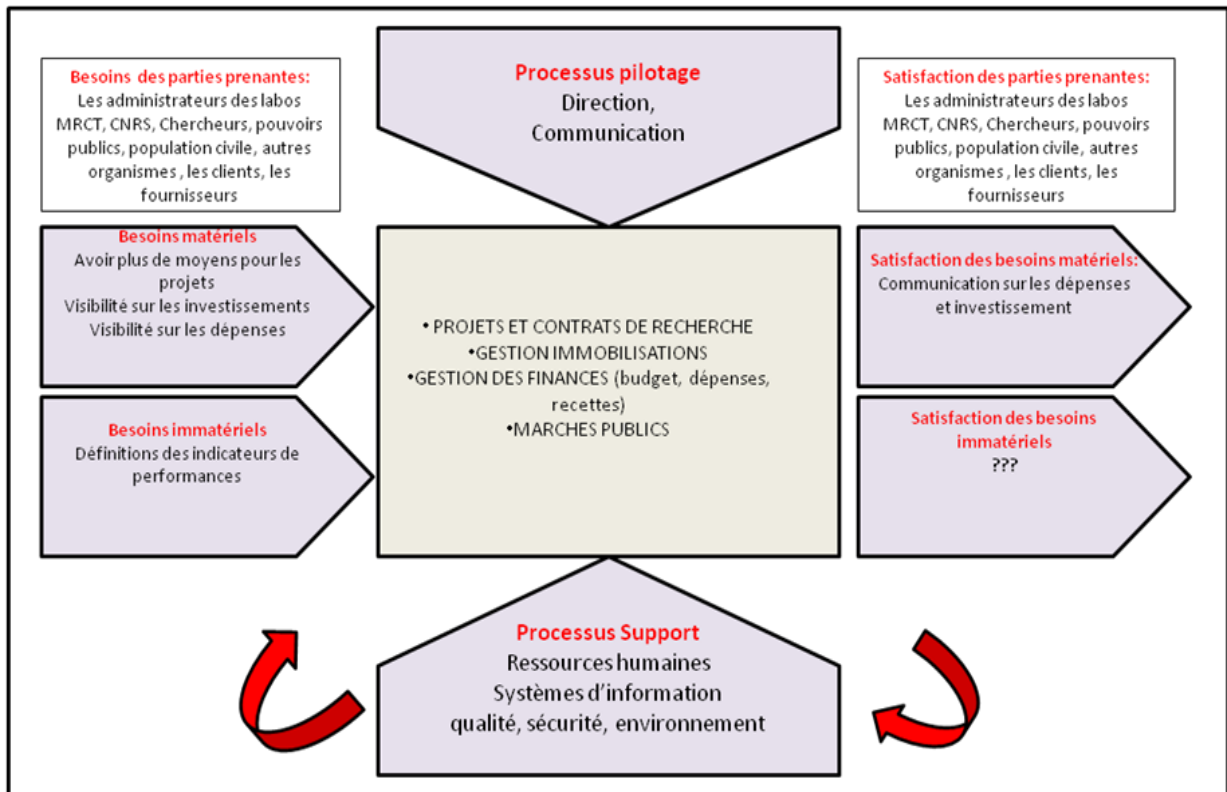 Besoins des parties prenantes:
Les administrateurs des labos
MRCT, CNRS, Chercheurs, pouvoirs
publics, population civile, autres
organismes , les clients, les
fournisseurs
Processus pilotage
Direction,
Communication
Satisfaction des parties prenantes:
Les administrateurs des labos
MRCT, CNRS, Chercheurs, pouvoirs
publics, population civile, autres
organismes , les clients, les
fournisseurs
Besoins matériels
Avoir plus de moyens pour les
projets
Visibilité sur les investissements
Visibilité sur les dépenses
•PROJETS ET CONTRATS DE RECHERCHE
•GESTION IMMOBILISATIONS
•GESTION DES FINANCES (budget, dépenses,
recettes)
•MARCHES PUBLICS
Satisfaction des besoins matériels:
Communication sur les dépenses
et investissement
Besoins immatériels
Définitions des indicateurs de
performances
Satisfaction des besoins
immatériels
???
Processus Support
Ressources humaines
Systèmes d’information
qualité, sécurité, environnement